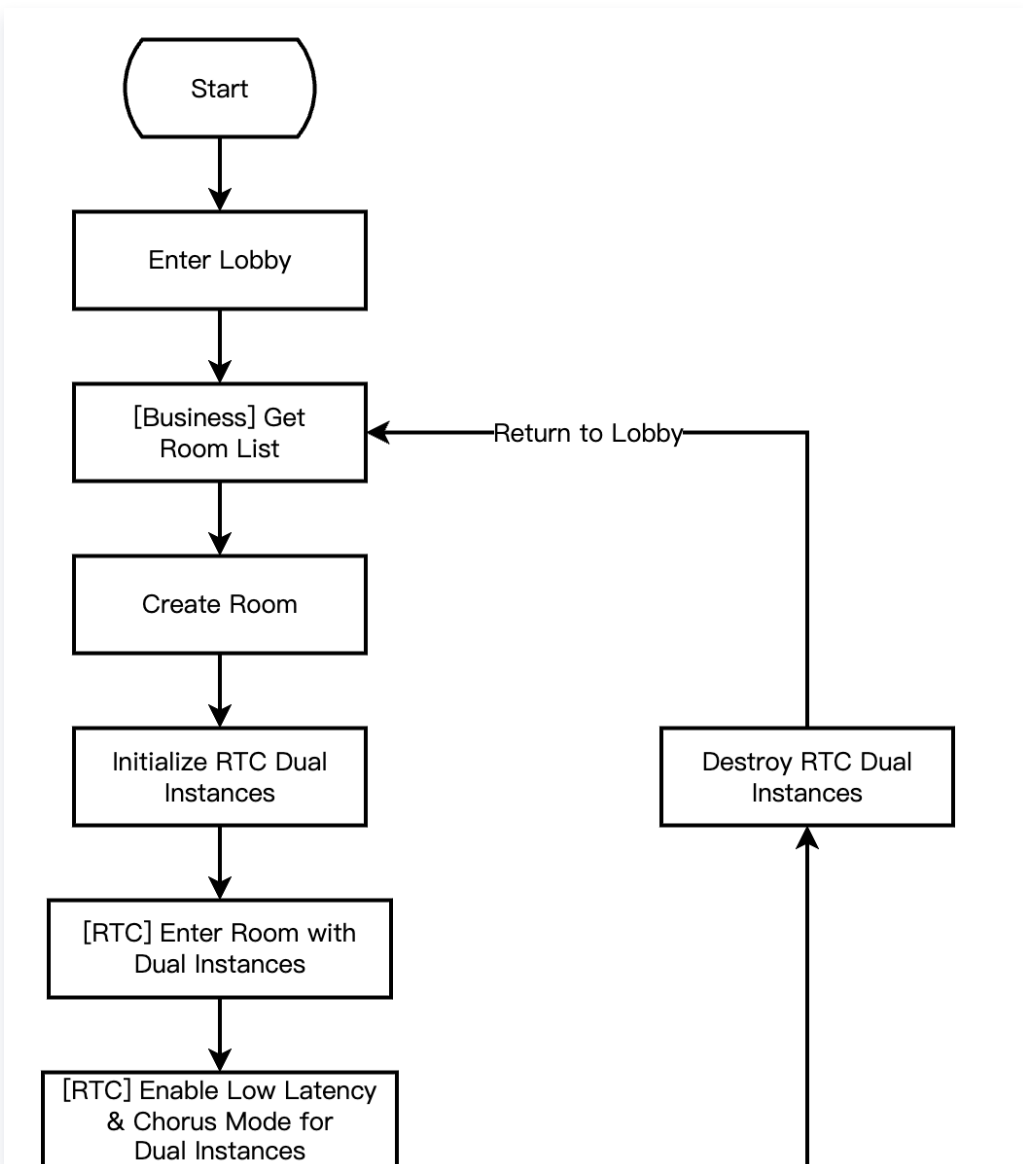 Start
Enter Lobby
[Business] Get
Room List
Return to Lobby
Create Room
Initialize RTC Dual
Instances
Destroy RTC Dual
Instances
[RTC] Enter Room with
Dual Instances
[RTC] Enable Low Latency
& Chorus Mode for
Dual Instances